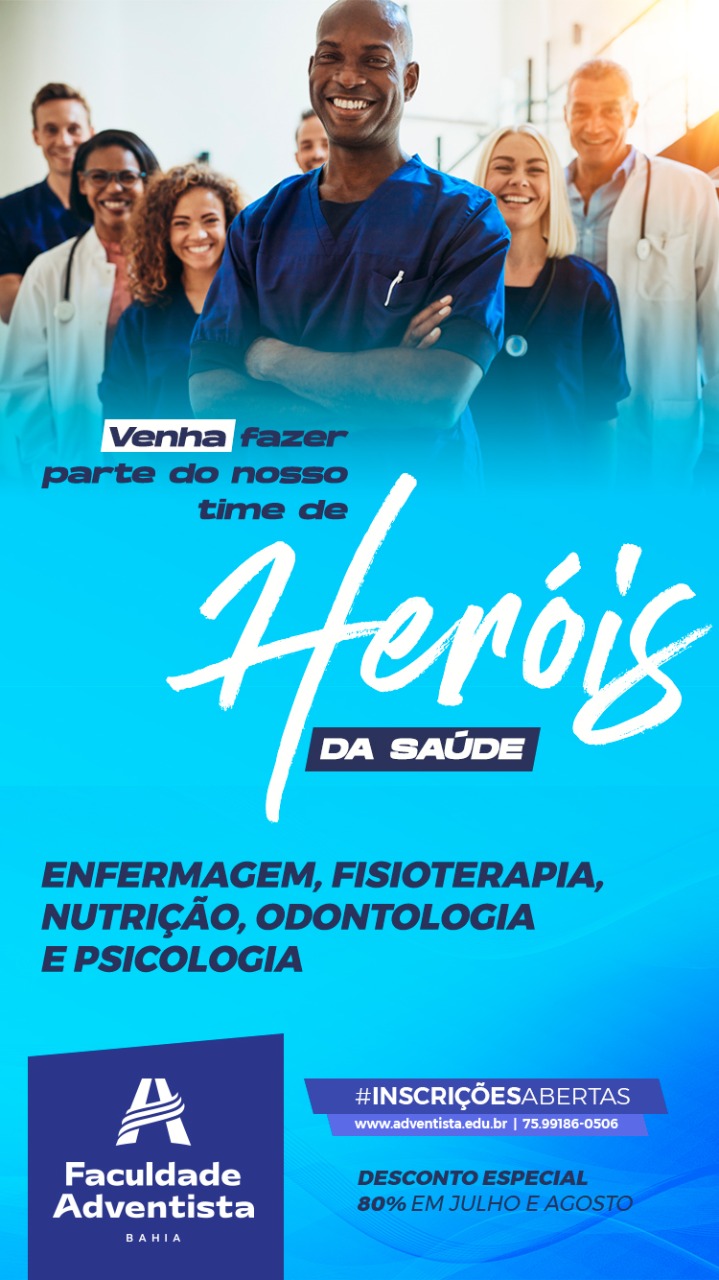 Venha fazer
parte do nosso
time de
Heróis
DA SAÚDE
ENFERMAGEM, FISIOTERAPIA,
NUTRIÇÃO, ODONTOLOGIA
E PSICOLOGIA
#INSCRIÇÕESABERTAS
www.adventista.edu.br | 75.99186-0506
DESCONTO ESPECIAL
80% EM JULHO E AGOSTO
Faculdade
Adventista
BAHIA